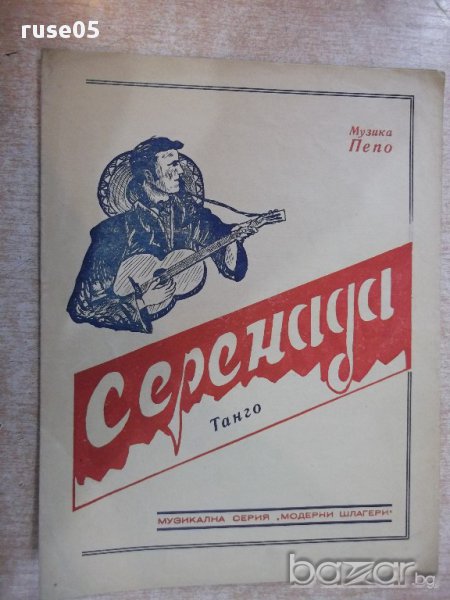 ruse05
Музика
Пепо
Серенада
Танго
МУЗИКАЛНА СЕРИЯ „МОДЕРНИ ШЛАГЕРИ"
bazar.bg